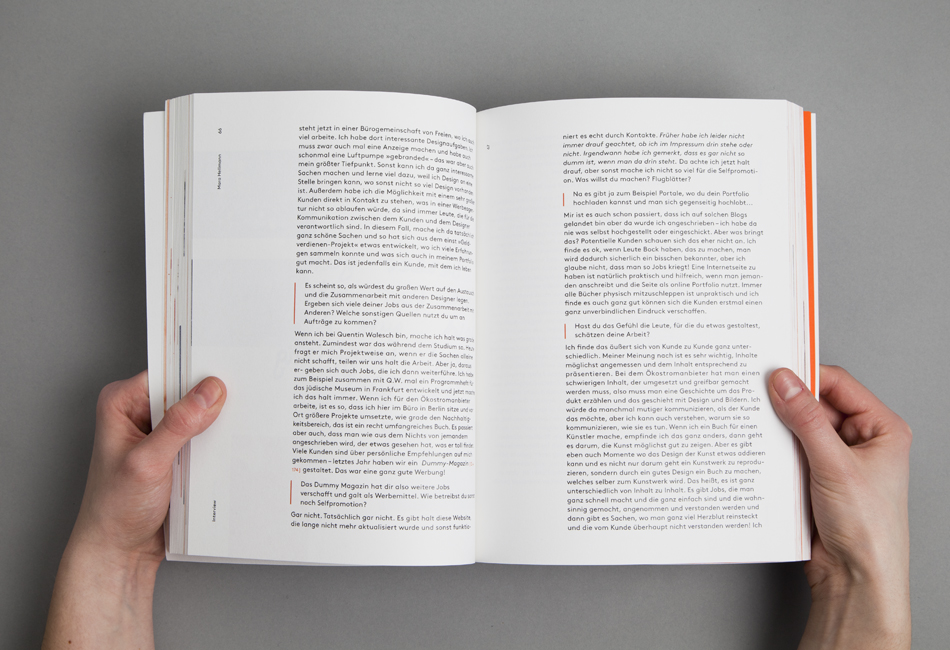 66
Interview
steht jetzt in einer Bürogemeinschaft von Freien, wo ich
viel arbeite. Ich habe dort interessante Designaufgaben,
muss zwar auch mal eine Anzeige machen und habe auch
schonmal eine Luftpumpe »gebranded« – das war aber
mein größter Tiefpunkt. Sonst kann ich da ganz interessante
Sachen machen und lerne viel dazu, weil ich Design an eine
Stelle bringen kann, wo sonst nicht so viel Design vorhanden
ist. Außerdem habe ich die Möglichkeit mit einem sehr
Kunden direkt in Kontakt zu stehen, was in einer
tur nicht so ablaufen würde, da sind immer Leute, die für die
Kommunikation zwischen dem Kunden und dem Designer
verantwortlich sind. In diesem Fall, mache ich da
ganz schöne Sachen und so hat sich aus dem einst »Geld-
verdienen-Projekt« etwas entwickelt, wo ich viele
gen sammeln konnte und was sich auch in meinem
gut macht. Das ist jedenfalls ein Kunde, mit dem ich
kann.
Es scheint so, als würdest du großen Wert auf den
und die Zusammenarbeit mit anderen Designer legen.
Ergeben sich viele deiner Jobs aus der Zusammenarbeit
Anderen? Welche sonstigen Quellen nutzt du um an
Aufträge zu kommen?
Wenn ich bei Quentin Walesch bin, mache ich halt was
ansteht. Zumindest war das während dem Studium so,
fragt er mich Projektweise an, wenn er die Sachen alleine
nicht schafft, teilen wir uns halt die Arbeit. Aber ja,
er- geben sich auch Jobs, die ich dann weiterführe. Ich
zum Beispiel zusammen mit Q.W. mal ein Programmheft
das jüdische Museum in Frankfurt entwickelt und jetzt
ich das halt immer. Wenn ich für den Ökostromanbieter
arbeite, ist es so, dass ich hier im Büro in Berlin sitze und
Ort größere Projekte umsetzte, wie grade den Nachhaltig-
keitsbereich, das ist ein recht umfangreiches Buch. Es passiert
aber auch, dass man wie aus dem Nichts von jemanden
angeschrieben wird, der etwas gesehen hat, was er toll findet.
Viele Kunden sind über persönliche Empfehlungen auf mich
gekommen – letztes Jahr haben wir ein Dummy-Magazin
gestaltet. Das war eine ganz gute Werbung!
Das Dummy Magazin hat dir also weitere Jobs
verschafft und galt als Werbemittel. Wie betreibst du
noch Selfpromotion?
Gar nicht. Tatsächlich gar nicht. Es gibt halt diese Website
die lange nicht mehr aktualisiert wurde und sonst
niert es echt durch Kontakte. Früher habe ich leider nicht
immer drauf geachtet, ob ich im Impressum drin stehe oder
nicht. Irgendwann habe ich gemerkt, dass es gar nicht so
dumm ist, wenn man da drin steht. Da achte ich jetzt halt
drauf, aber sonst mache ich nicht so viel für die Selfpromoti-
on. Was willst du machen? Flugblätter?
Na es gibt ja zum Beispiel Portale, wo du dein Portfolio
hochladen kannst und man sich gegenseitig hochlobt...
Mir ist es auch schon passiert, dass ich auf solchen Blogs
gelandet bin aber da wurde ich angeschrieben – ich habe da
nie was selbst hochgestellt oder eingeschickt. Aber was bringt
das? Potentielle Kunden schauen sich das eher nicht an. Ich
finde es ok, wenn Leute Bock haben, das zu machen, man
wird dadurch sicherlich ein bisschen bekannter, aber ich
glaube nicht, dass man so Jobs kriegt! Eine Internetseite zu
haben ist natürlich praktisch und hilfreich, wenn man jeman-
den anschreibt und die Seite als online Portfolio nutzt. Immer
alle Bücher physisch mitzuschleppen ist unpraktisch und ich
finde es auch ganz gut können sich die Kunden erstmal einen
ganz unverbindlichen Eindruck verschaffen.
Hast du das Gefühl die Leute, für die du etwas gestaltest,
schätzen deine Arbeit?
Ich finde das äußert sich von Kunde zu Kunde ganz unter-
schiedlich. Meiner Meinung nach ist es sehr wichtig, Inhalte
möglichst angemessen und dem Inhalt entsprechend zu
präsentieren. Bei dem Ökostromanbieter hat man einen
schwierigen Inhalt, der umgesetzt und greifbar gemacht
werden muss, also muss man eine Geschichte um das Pro-
dukt erzählen und das geschieht mit Design und Bildern. Ich
würde da manchmal mutiger kommunizieren, als der Kunde
das möchte, aber ich kann auch verstehen, warum sie so
kommunizieren, wie sie es tun. Wenn ich ein Buch für einen
Künstler mache, empfinde ich das ganz anders, dann geht
es darum, die Kunst möglichst gut zu zeigen. Aber es gibt
eben auch Momente wo das Design der Kunst etwas addieren
kann und es nicht nur darum geht ein Kunstwerk zu reprodu-
zieren, sondern durch ein gutes Design ein Buch zu machen,
welches selber zum Kunstwerk wird. Das heißt, es ist ganz
unterschiedlich von Inhalt zu Inhalt. Es gibt Jobs, die man
ganz schnell macht und die ganz einfach sind und die wahn-
sinnig gemocht, angenommen und verstanden werden und
dann gibt es Sachen, wo man ganz viel Herzblut reinsteckt
und die vom Kunde überhaupt nicht verstanden werden! Ich